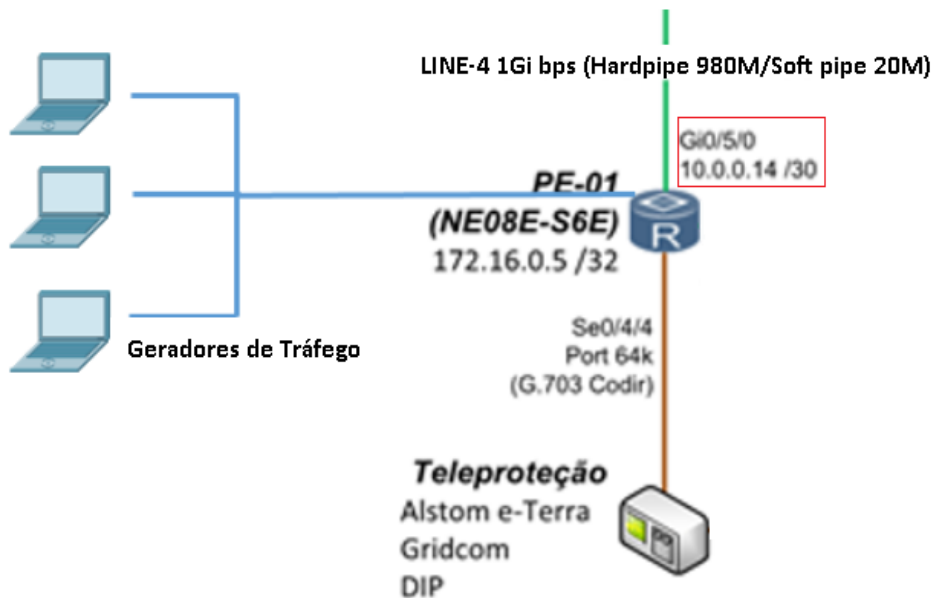 LINE-4 1Gi bps (Hardpipe 980M/Soft pipe 20M)
Gi0/5/0
10.0.0.14 /30
PE-01
(NE08E-S6E)
172.16.0.5 /32
R
Geradores de Tráfego
Se0/4/4
Port 64k
(G.703 Codir)
Teleproteção
Alstom e-Terra
Gridcom
DIP